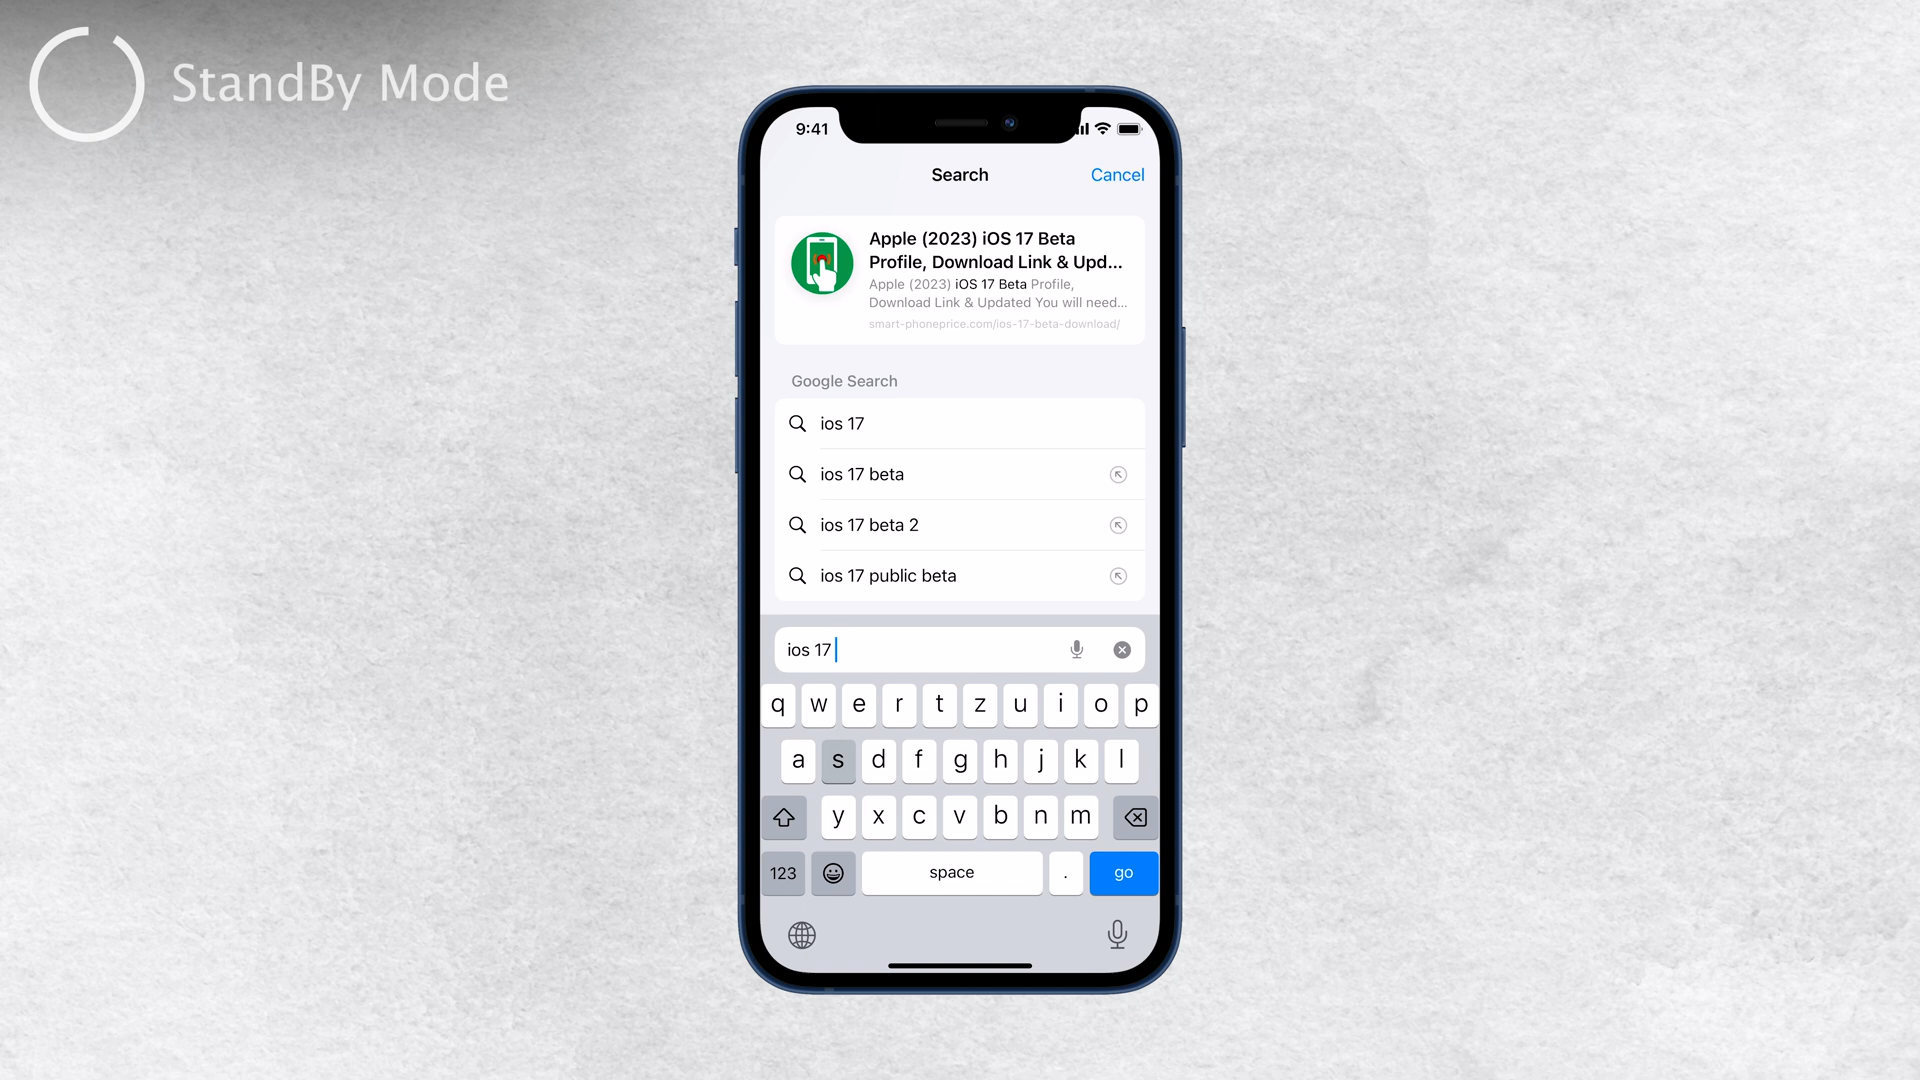 StandBy Mode
9:41
Search
Cancel
Apple (2023) iOS 17 Beta
Profile, Download Link & Upd...
Apple (2023) iOS 17 Beta Profile,
Download Link & Updated You will need...
smart-phoneprice.com/ios-17-beta-download/
Google Search
ios 17
ios 17 beta
ios 17 beta 2
ios 17 public beta
ios 17
q w e r t z u i o p
a s d f g h j k l
y x c v b n m
123 space . go